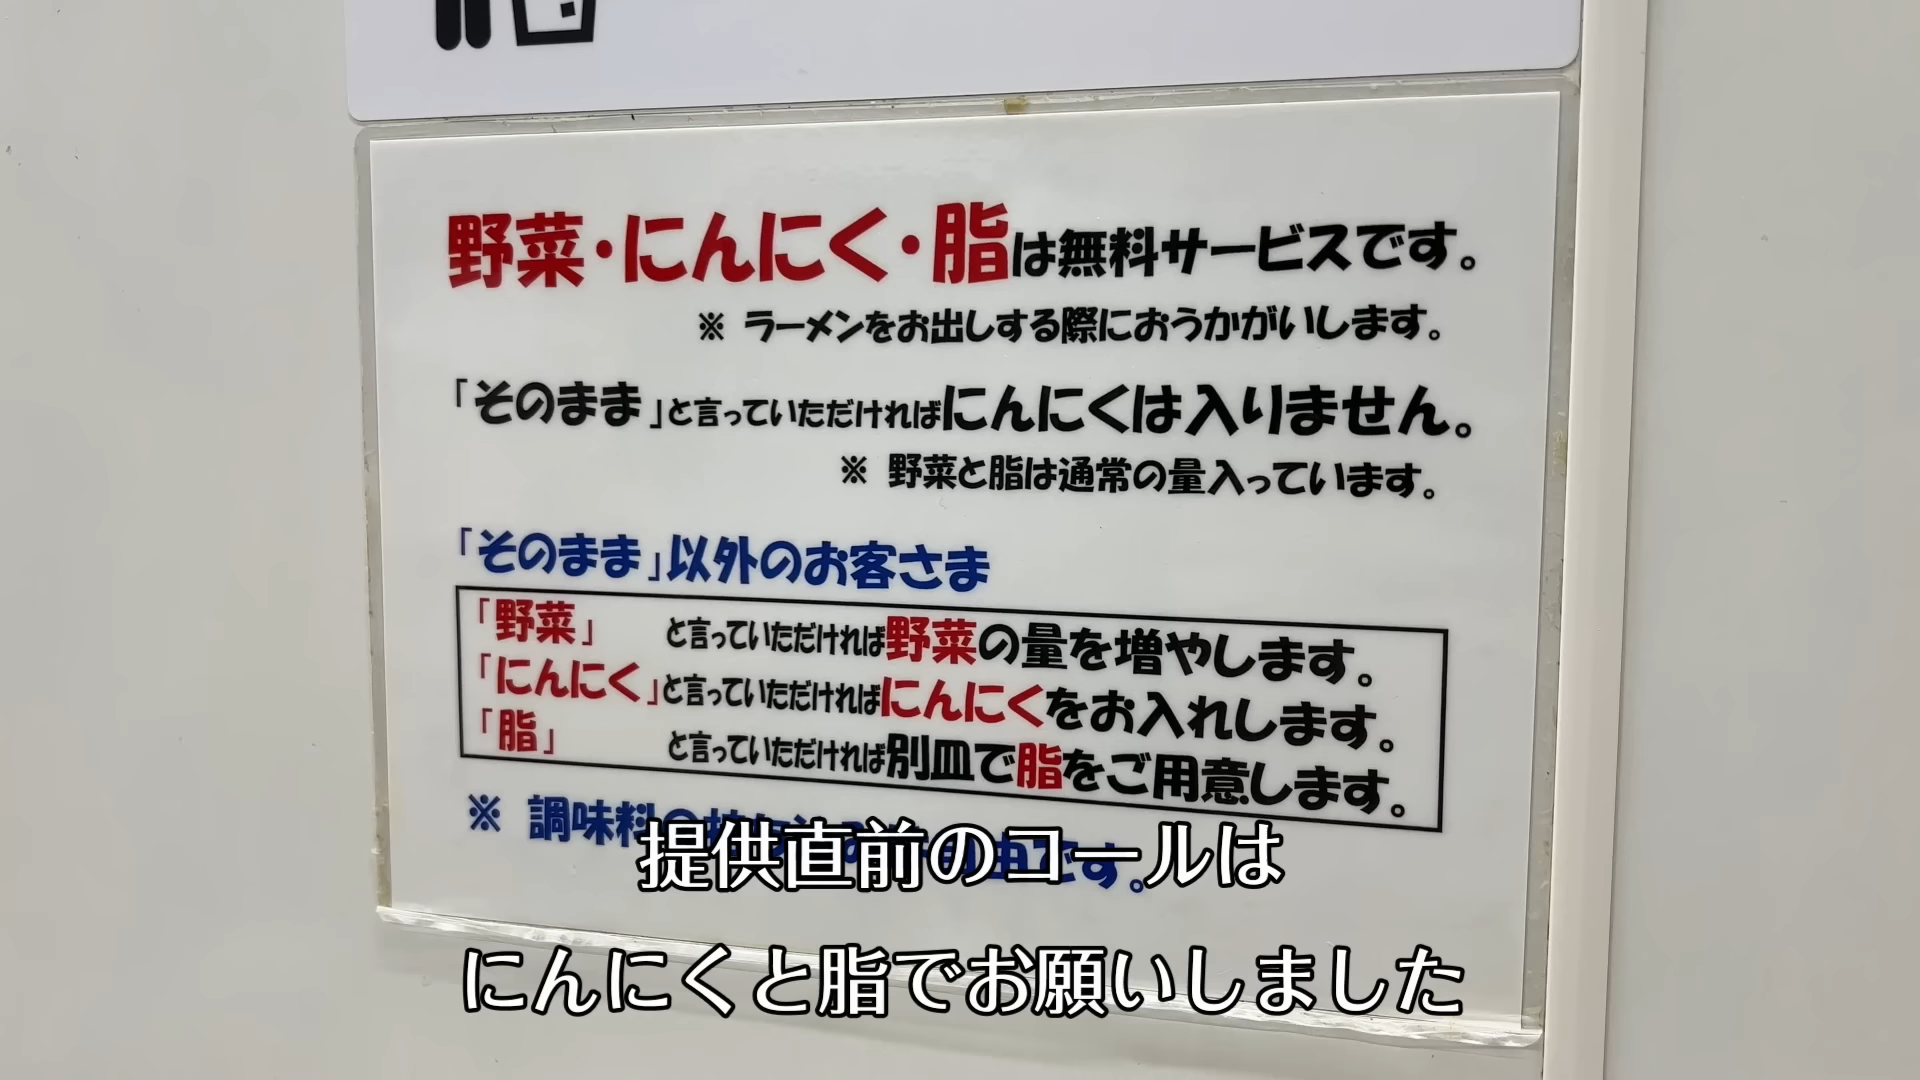 野菜・にんにく・脂は無料サービスです。
※ ラーメンをお出しする際におうかがいします。
「そのまま」と言っていただければにんにくは入りません。
※ 野菜と脂は通常の量入っています。
「そのまま」以外のお客さま
「野菜」 と言っていただければ野菜の量を増やします。
「にんにく」と言っていただければにんにくをお入れします。
「脂」 と言っていただければ別皿で脂をご用意します。
※ 調味料の です。
提供直前のコールは
にんにくと脂でお願いしました